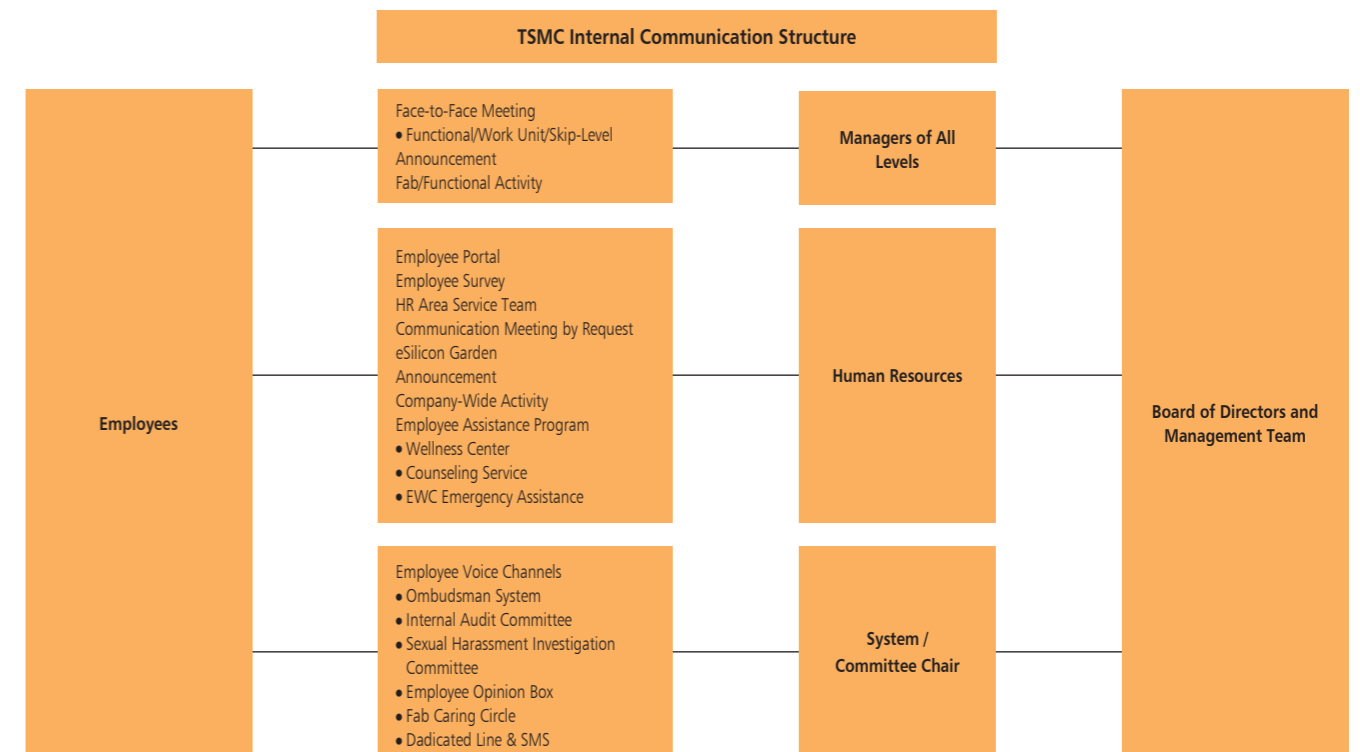 TSMC Internal Communication Structure
Employees
Face-to-Face Meeting
• Functional/Work Unit/Skip-Level
Announcement
Fab/Functional Activity
Managers of All
Levels
Employee Portal
Employee Survey
HR Area Service Team
Communication Meeting by Request
eSilicon Garden
Announcement
Company-Wide Activity
Employee Assistance Program
• Wellness Center
• Counseling Service
• EWC Emergency Assistance
Human Resources
Employee Voice Channels
• Ombudsman System
• Internal Audit Committee
• Sexual Harassment Investigation
Committee
• Employee Opinion Box
• Fab Caring Circle
• Dadicated Line & SMS
System /
Committee Chair
Board of Directors and
Management Team